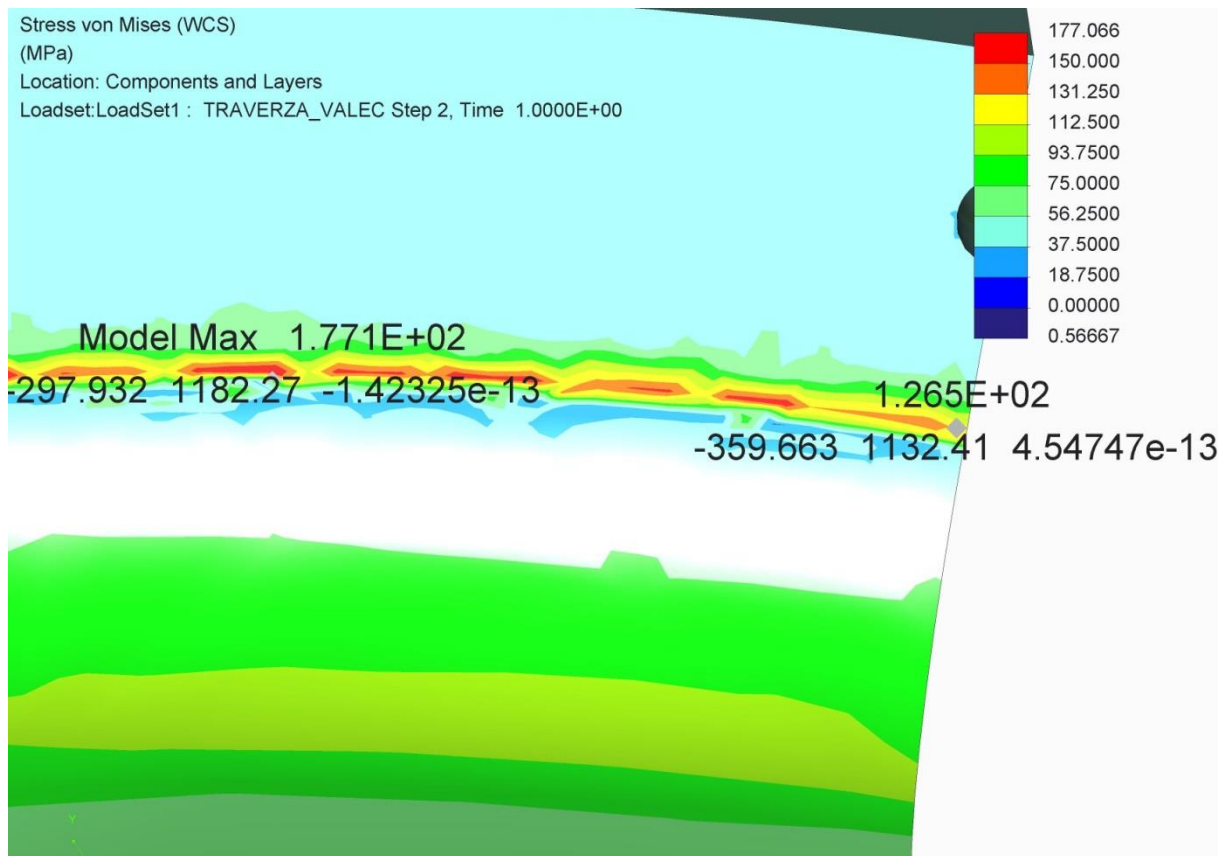 Stress von Mises (WCS)
(MPa)
Location: Components and Layers
Loadset:LoadSet1 : TRAVERZA_VALEC Step 2, Time 1.0000E+00
177.066
150.000
131.250
112.500
93.7500
75.0000
56.2500
37.5000
18.7500
0.00000
0.56667
Model Max 1.771E+02
-297.932 1182.27 -1.42325e-13
1.265E+02
-359.663 1132.41 4.54747e-13
Y